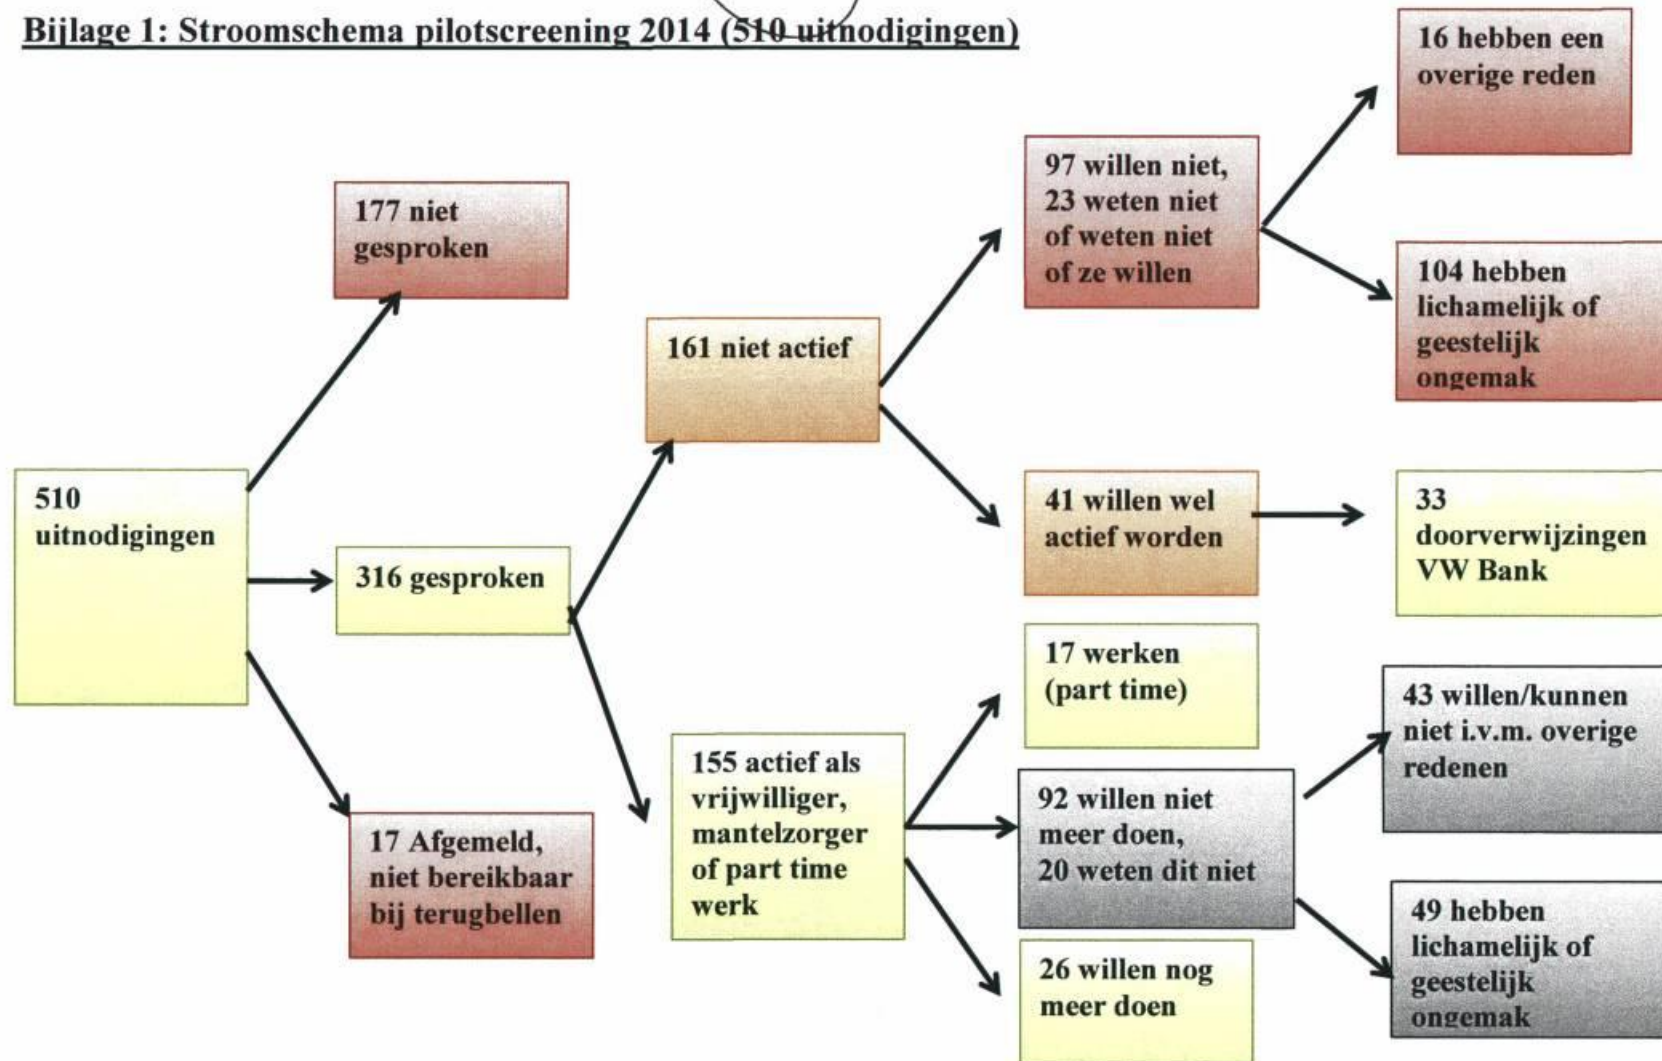 Bijlage 1: Stroomschema pilotscreening 2014 (510 uitnodigingen)
510
uitnodigingen
177 niet
gesproken
316 gesproken
17 Afgemeld,
niet bereikbaar
bij terugbellen
161 niet actief
155 actief als
vrijwilliger,
mantelzorger
of part time
werk
97 willen niet,
23 weten niet
of weten niet
of ze willen
41 willen wel
actief worden
17 werken
(part time)
92 willen niet
meer doen,
20 weten dit niet
26 willen nog
meer doen
16 hebben een
overige reden
104 hebben
lichamelijk of
geestelijk
ongemak
33
doorverwijzingen
VW Bank
43 willen/kunnen
niet i.v.m. overige
redenen
49 hebben
lichamelijk of
geestelijk
ongemak